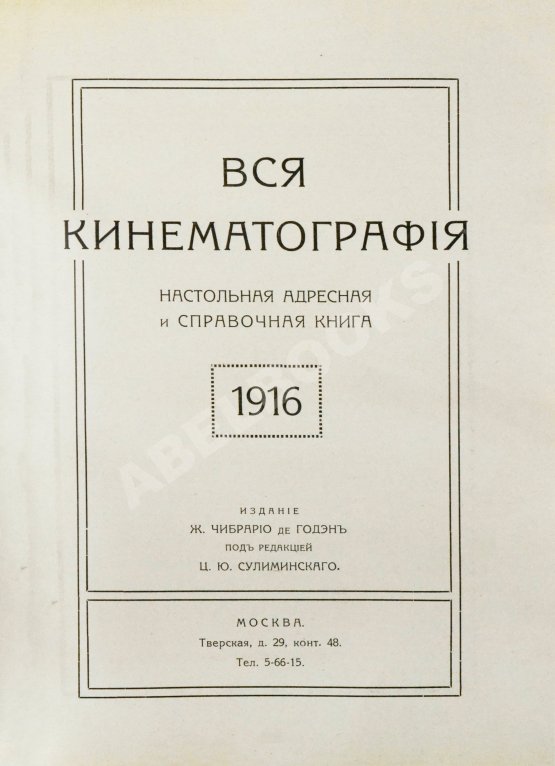 ВСЯ
КИНЕМАТОГРАФІЯ
НАСТОЛЬНАЯ АДРЕСНАЯ
и СПРАВОЧНАЯ КНИГА
1916
ИЗДАНІЕ
Ж. ЧИБРАРІО ДЕ ГОДЭНЪ
ПОДЪ РЕДАКЦІЕЙ
Ц. Ю. СУЛИМИНСКАГО.
МОСКВА.
Тверская, д. 29, конт. 48.
Тел. 5-66-15.
ABELBOOKS